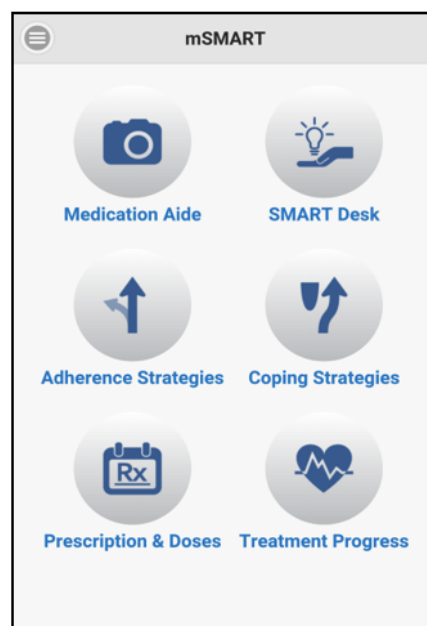 mSMART
Medication Aide
SMART Desk
Adherence Strategies
Coping Strategies
Rx
Prescription & Doses
Treatment Progress